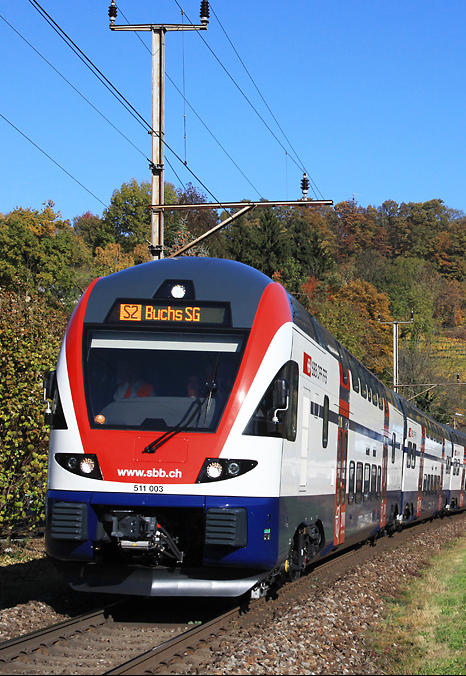 S2 Buchs SG
SBB CFF FFS
www.sbb.ch
511 003